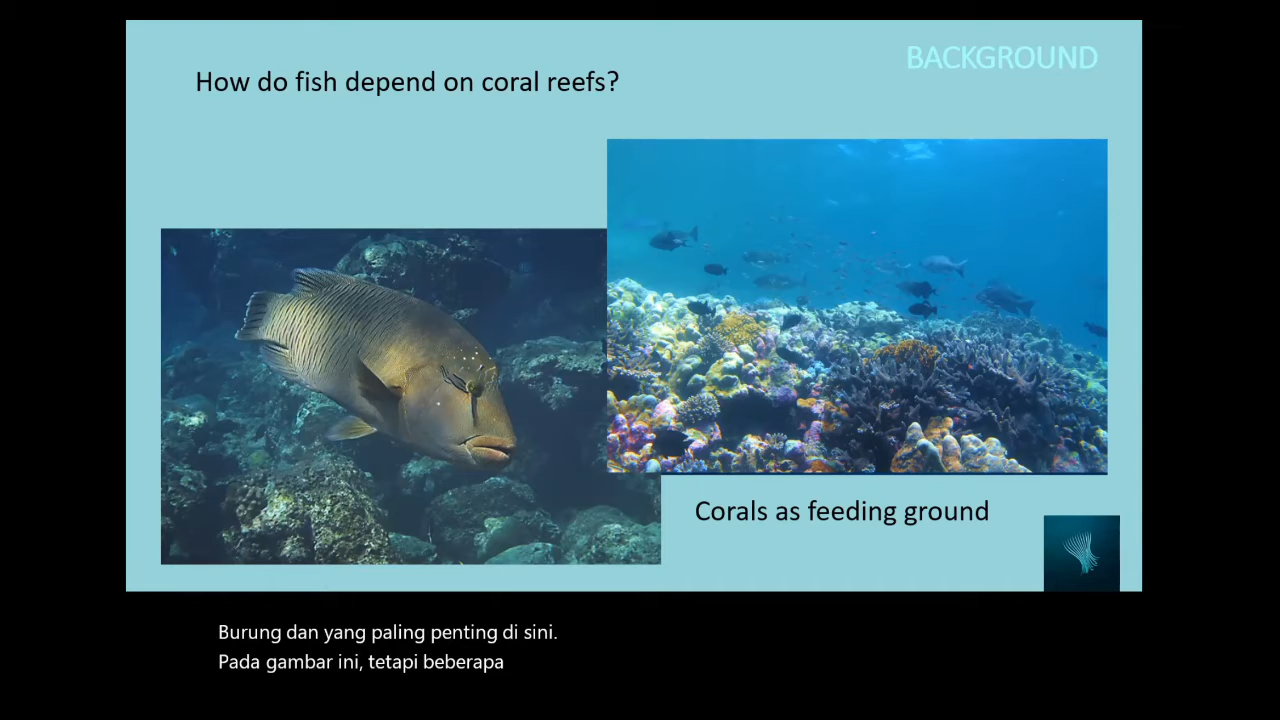 BACKGROUND
How do fish depend on coral reefs?
Corals as feeding ground
Burung dan yang paling penting di sini.
Pada gambar ini, tetapi beberapa